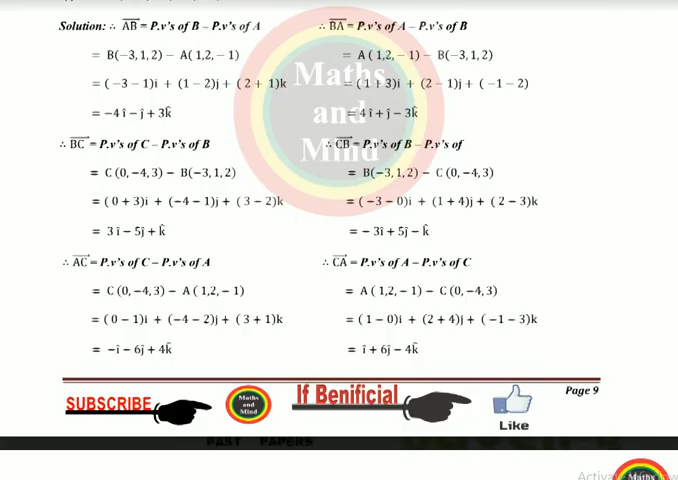 Solution: ∴ AB = P.v's of B – P.v's of A
= B(−3,1,2) − A(1,2,−1)
= (−3 − 1)i + (1 − 2)j + (2 + 1)k
= −4 î − ĵ + 3k̂
∴ BA = P.v's of A – P.v's of B
= A(1,2,−1) − B(−3,1,2)
= (1 + 3)i + (2 − 1)j + (−1 − 2)
= 4 î + ĵ − 3k̂
Maths
and
Mind
∴ BC = P.v's of C – P.v's of B
= C(0,−4,3) − B(−3,1,2)
= (0 + 3)i + (−4 − 1)j + (3 − 2)k
= 3 î − 5ĵ + k̂
∴ CB = P.v's of B – P.v's of
= B(−3,1,2) − C(0,−4,3)
= (−3 − 0)i + (1 + 4)j + (2 − 3)k
= − 3î + 5ĵ − k̂
∴ AC = P.v's of C – P.v's of A
= C(0,−4,3) − A(1,2,−1)
= (0 − 1)i + (−4 − 2)j + (3 + 1)k
= −î − 6ĵ + 4k̂
∴ CA = P.v's of A – P.v's of C
= A(1,2,−1) − C(0,−4,3)
= (1 − 0)i + (2 + 4)j + (−1 − 3)k
= î + 6ĵ − 4k̂
SUBSCRIBE
Maths
and
Mind
If Benificial
Like
Page 9
PAST PAPERS
Maths